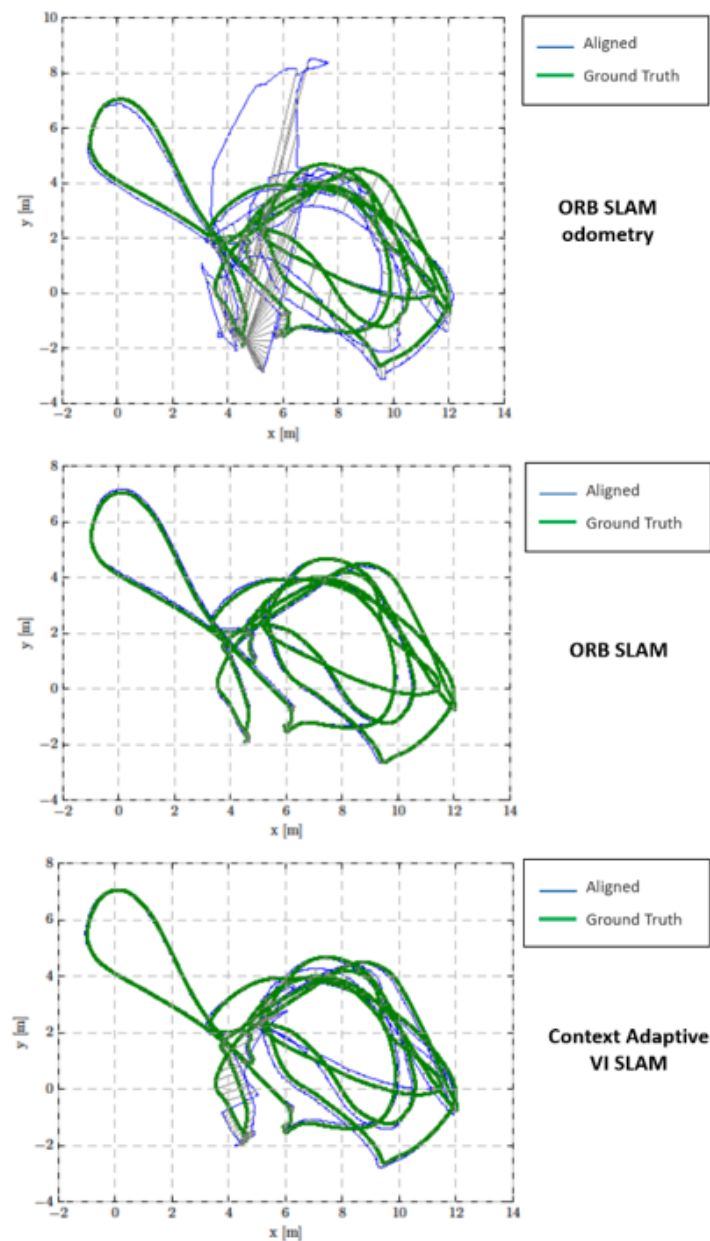 10
8
6
4
2
0
−2
−4
y [m]
−2 0 2 4 6 8 10 12 14
x [m]
Aligned
Ground Truth
ORB SLAM
odometry
8
6
4
2
0
−2
−4
y [m]
−2 0 2 4 6 8 10 12 14
x [m]
Aligned
Ground Truth
ORB SLAM
8
6
4
2
0
−2
−4
y [m]
−2 0 2 4 6 8 10 12 14
x [m]
Aligned
Ground Truth
Context Adaptive
VI SLAM